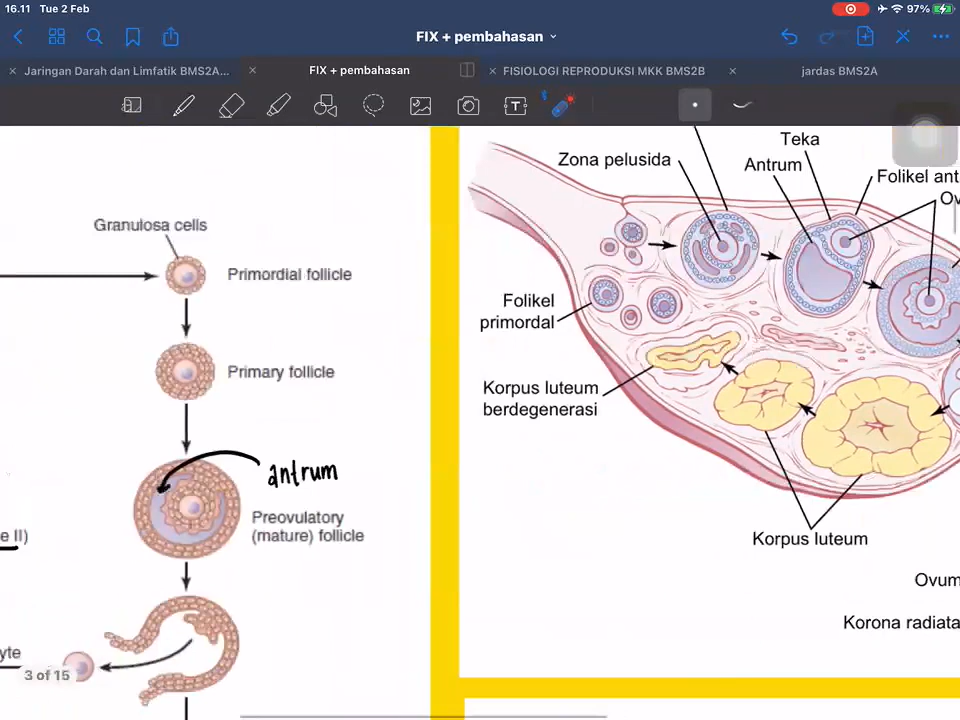 16.11 Tue 2 Feb
97%
FIX + pembahasan
Jaringan Darah dan Limfatik BMS2A...
FIX + pembahasan
FISIOLOGI REPRODUKSI MKK BMS2B
jardas BMS2A
Granulosa cells
Primordial follicle
Primary follicle
antrum
Preovulatory
(mature) follicle
e II)
yte
3 of 15
Teka
Zona pelusida
Antrum
Folikel ant
Ov
Folikel
primordal
Korpus luteum
berdegenerasi
Korpus luteum
Ovum
Korona radiata